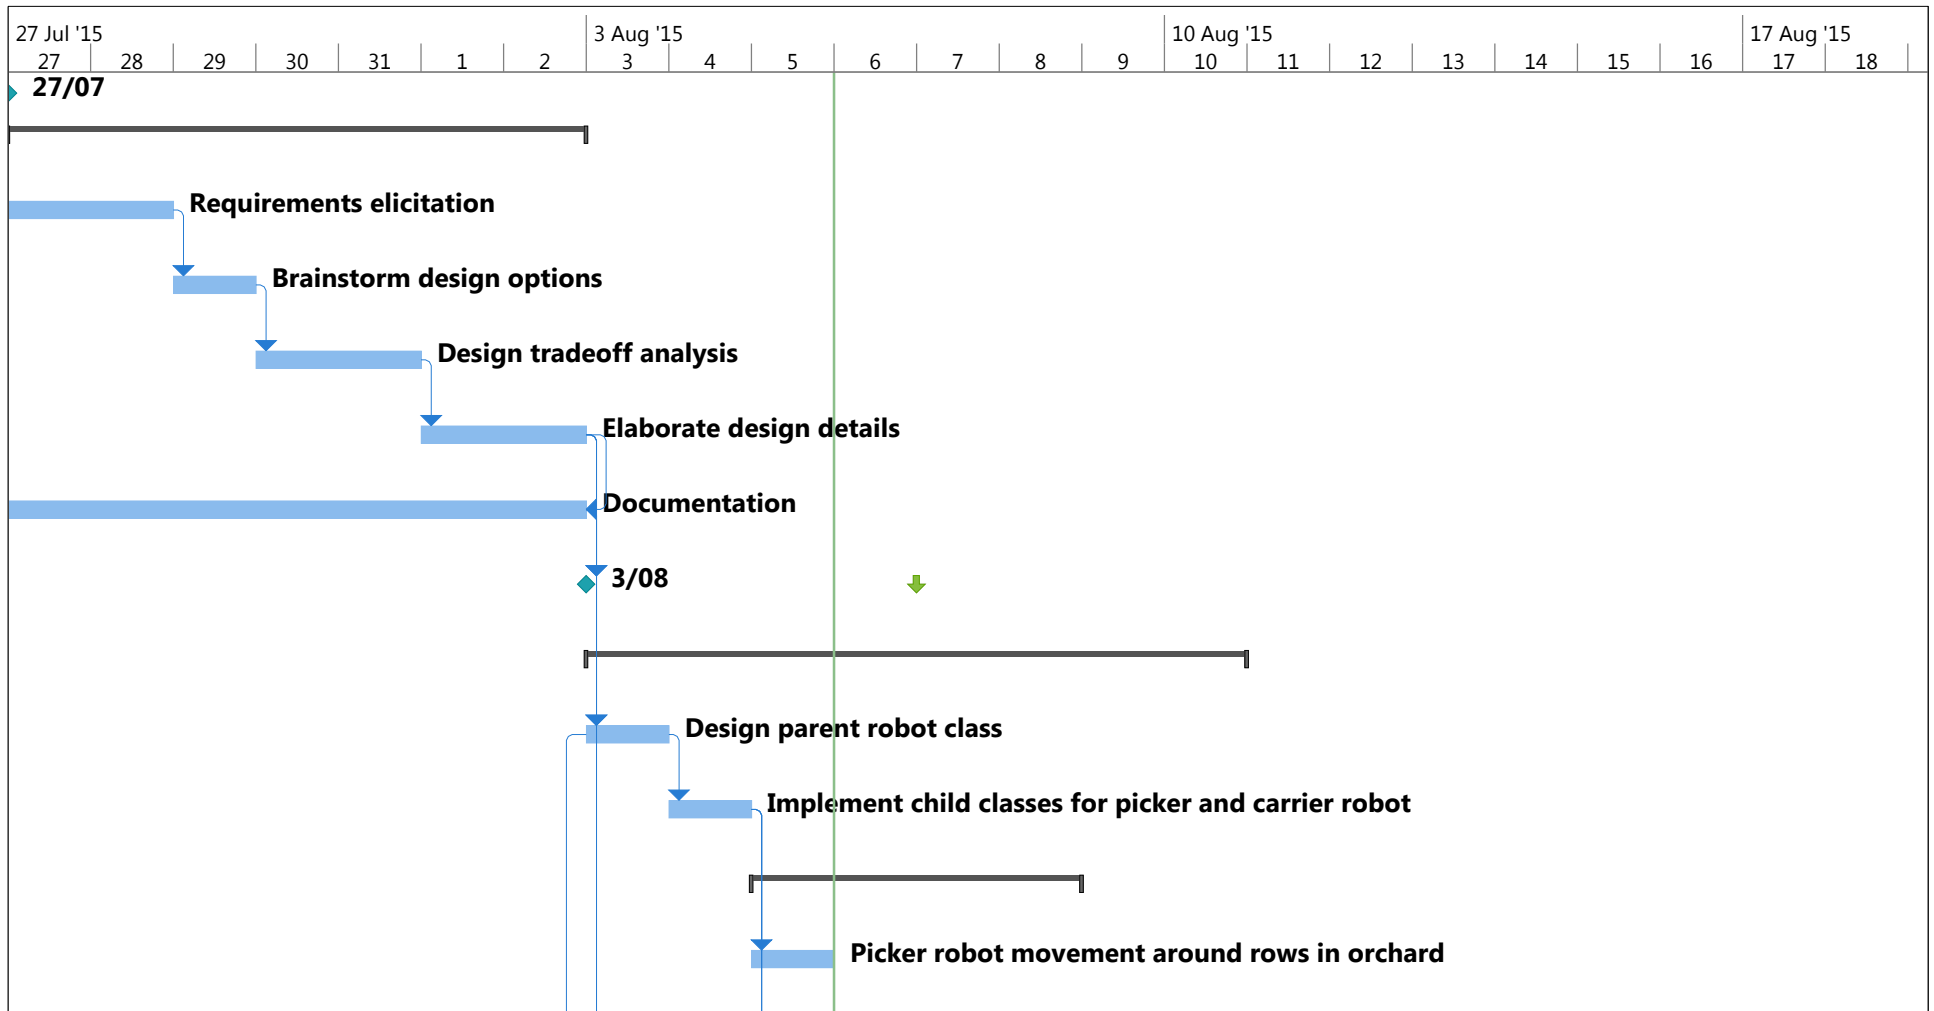 27 Jul '15 3 Aug '15 10 Aug '15 17 Aug '15
27 28 29 30 31 1 2 3 4 5 6 7 8 9 10 11 12 13 14 15 16 17 18
27/07
Requirements elicitation
Brainstorm design options
Design tradeoff analysis
Elaborate design details
Documentation
3/08
Design parent robot class
Implement child classes for picker and carrier robot
Picker robot movement around rows in orchard